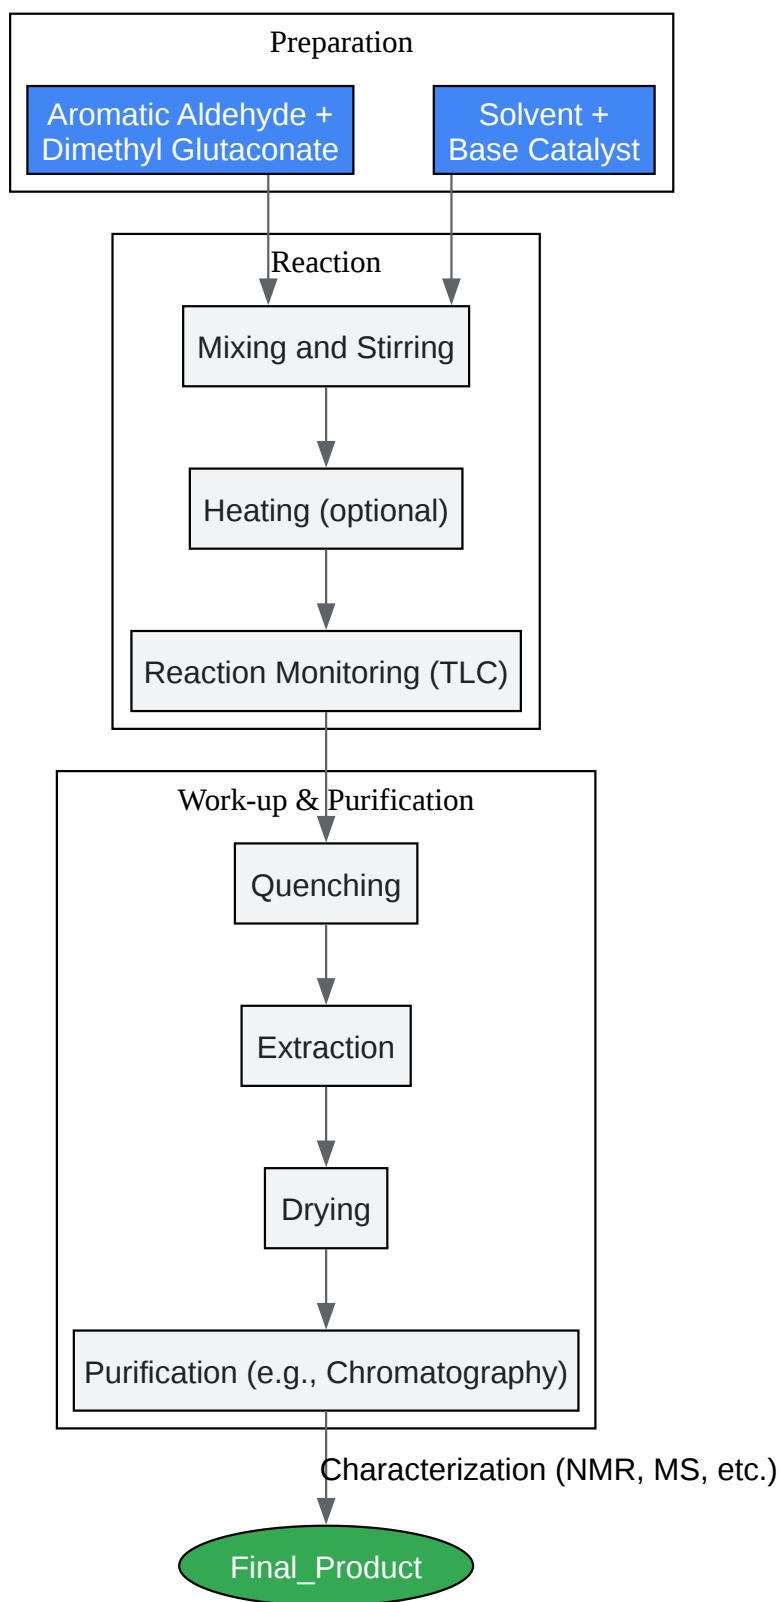 Preparation
Aromatic Aldehyde +
Dimethyl Glutaconate
Solvent +
Base Catalyst
Reaction
Mixing and Stirring
Heating (optional)
Reaction Monitoring (TLC)
Work-up & Purification
Quenching
Extraction
Drying
Purification (e.g., Chromatography)
Characterization (NMR, MS, etc.)
Final_Product